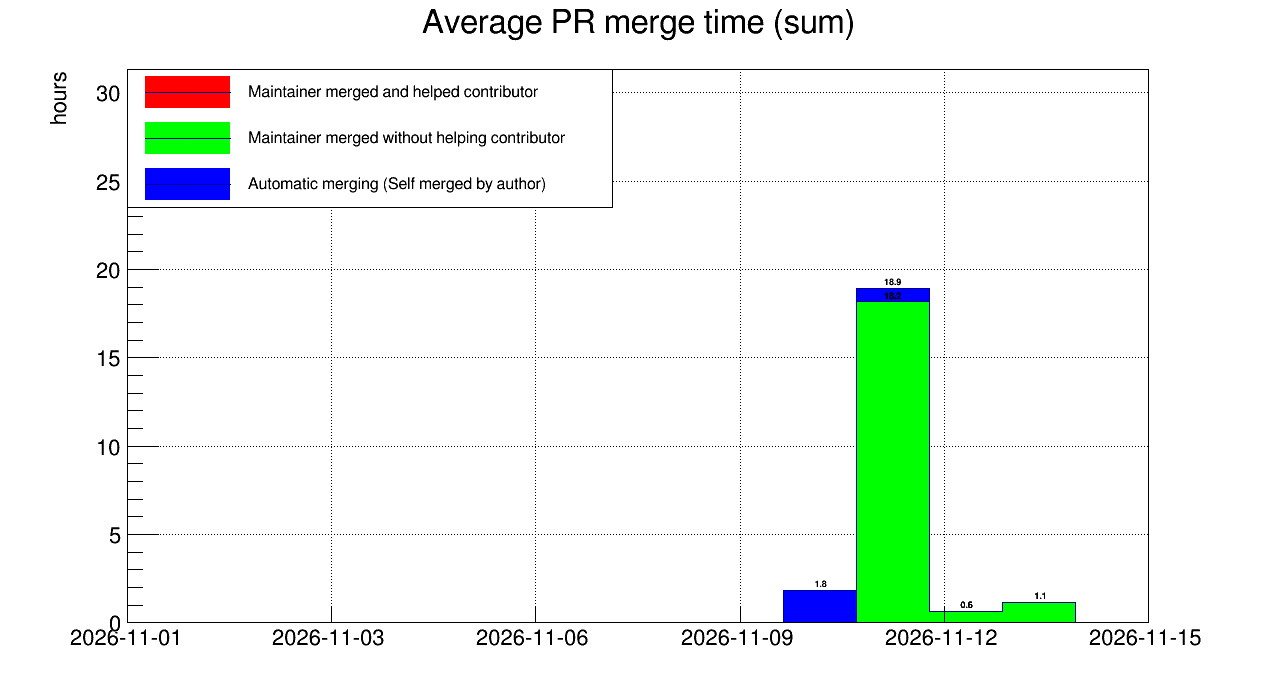 Average PR merge time (sum)
hours
Maintainer merged and helped contributor
Maintainer merged without helping contributor
Automatic merging (Self merged by author)
30
25
20
15
10
5
0
18.9
18.2
1.8
0.6
1.1
2026-11-01 2026-11-03 2026-11-06 2026-11-09 2026-11-12 2026-11-15